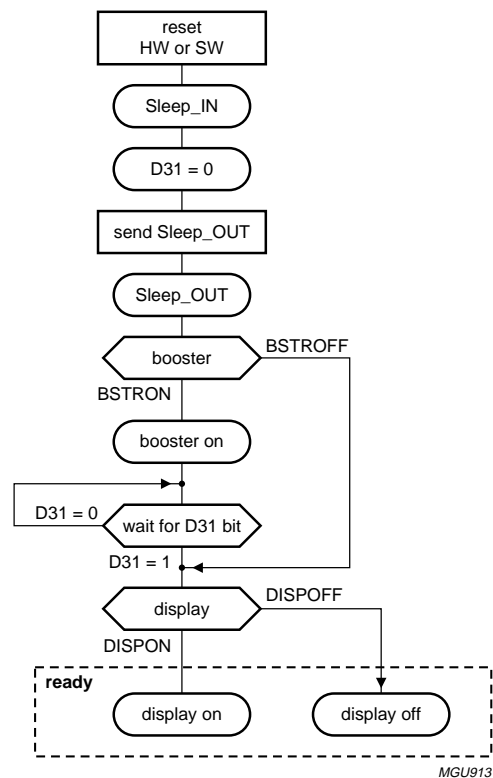 reset
HW or SW
Sleep_IN
D31 = 0
send Sleep_OUT
Sleep_OUT
booster
BSTROFF
BSTRON
booster on
D31 = 0
wait for D31 bit
D31 = 1
display
DISPOFF
DISPON
ready
display on
display off
MGU913